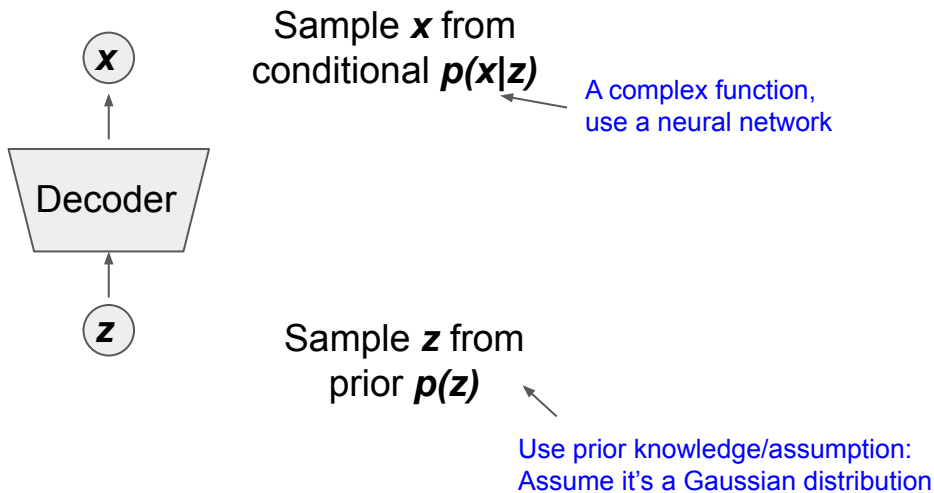 Sample x from
conditional p(x|z)
x
A complex function,
use a neural network
Decoder
z
Sample z from
prior p(z)
Use prior knowledge/assumption:
Assume it's a Gaussian distribution